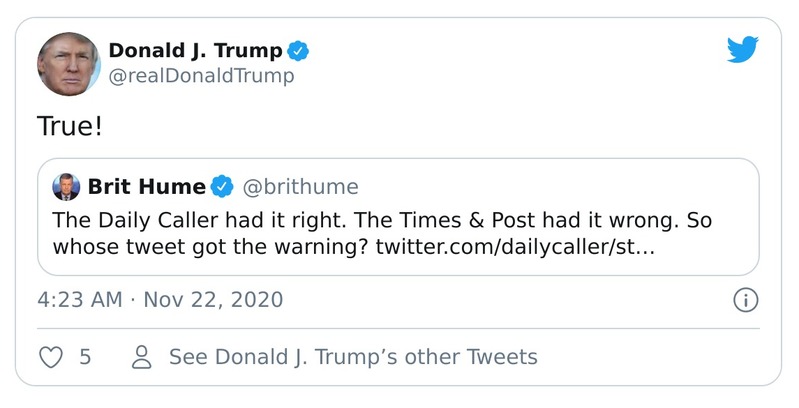 Donald J. Trump
@realDonaldTrump
True!
Brit Hume @brithume
The Daily Caller had it right. The Times & Post had it wrong. So
whose tweet got the warning? twitter.com/dailycaller/st…
4:23 AM · Nov 22, 2020
5 See Donald J. Trump’s other Tweets